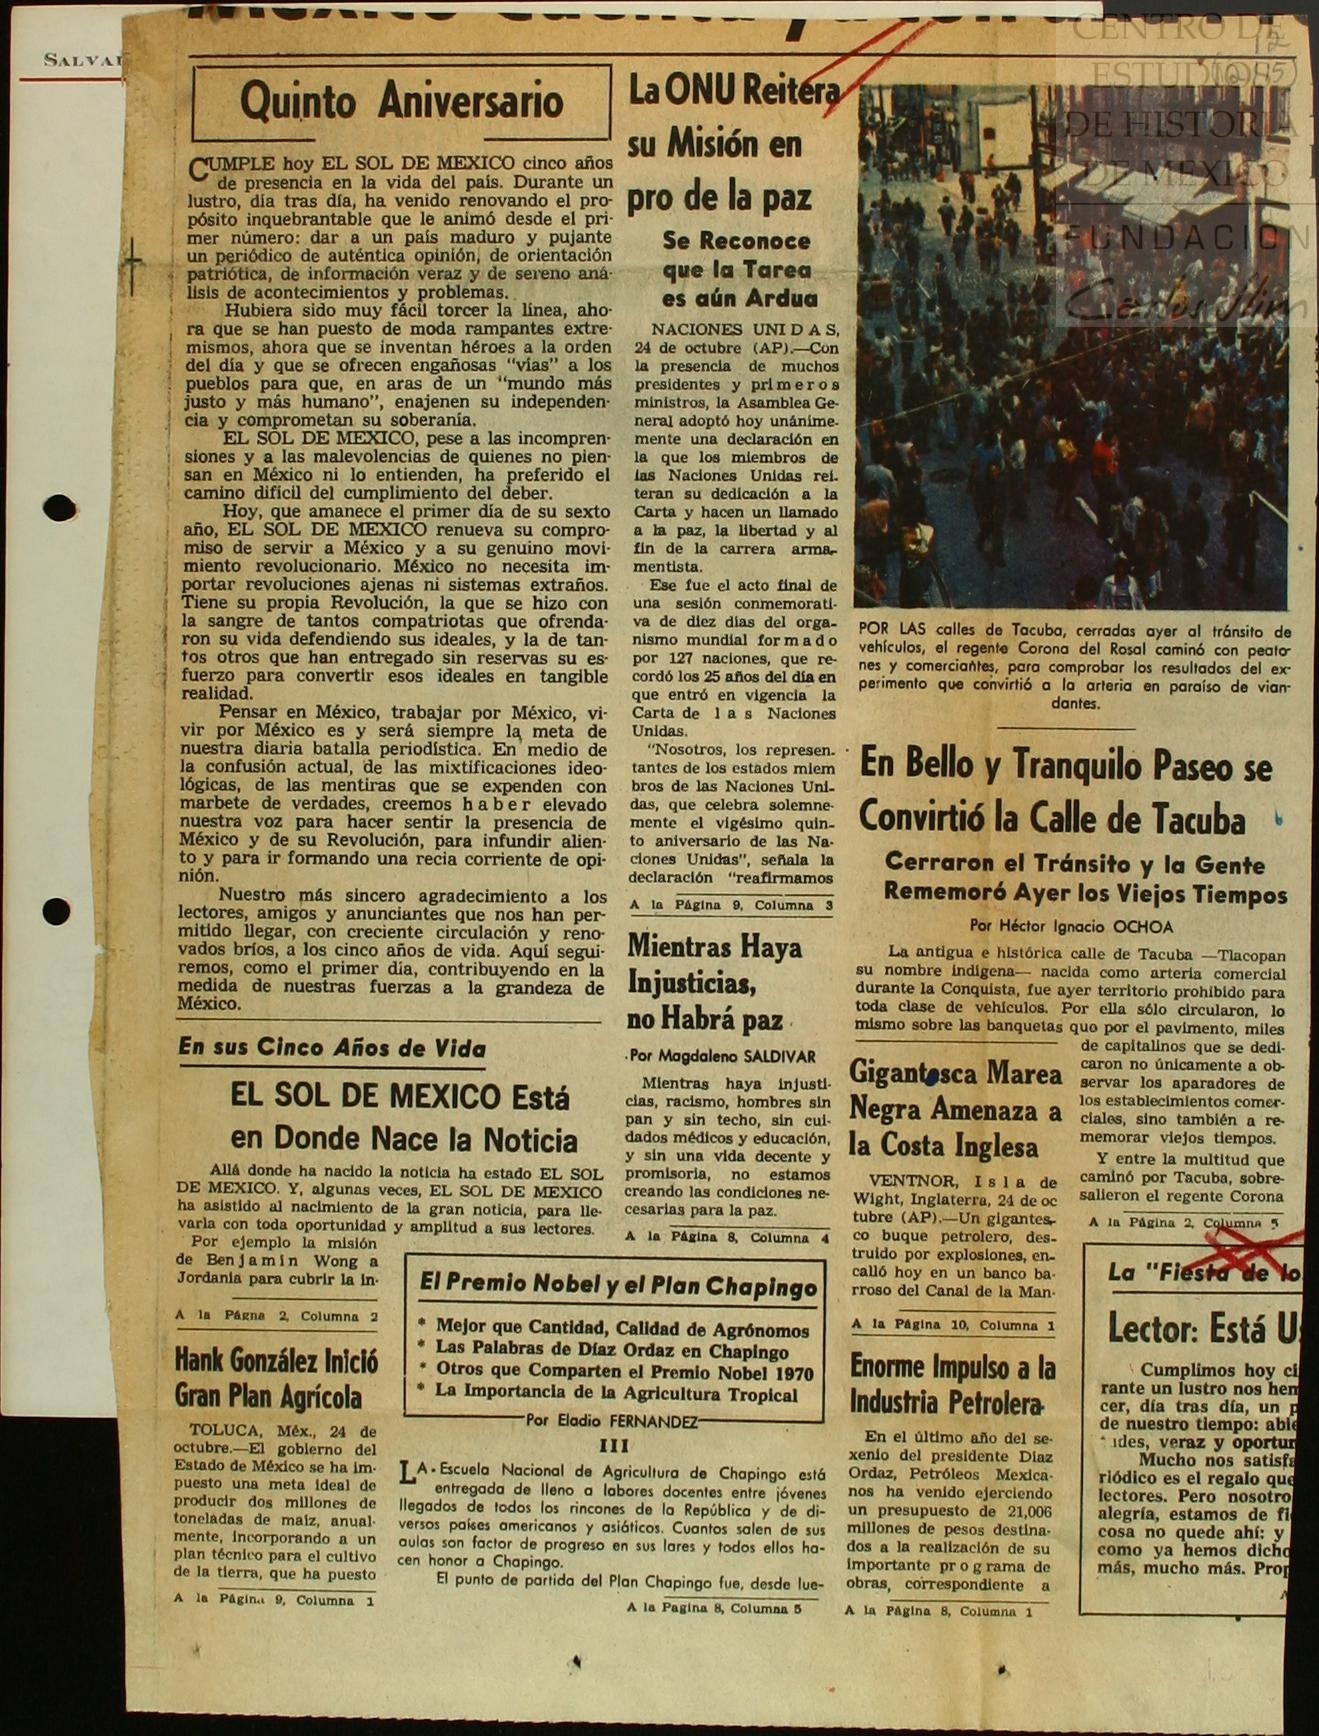 SALVA
CENTRO DE
ESTUDIOS
DE HISTORIA
DE MEXICO
FUNDACION
Carlos Slim
Quinto Aniversario
CUMPLE hoy EL SOL DE MEXICO cinco años
de presencia en la vida del país. Durante un
lustro, día tras día, ha venido renovando el pro-
pósito inquebrantable que le animó desde el pri-
mer número: dar a un país maduro y pujante
un periódico de auténtica opinión, de orientación
patriótica, de información veraz y de sereno aná-
lisis de acontecimientos y problemas.
Hubiera sido muy fácil torcer la línea, aho-
ra que se han puesto de moda rampantes extre-
mismos, ahora que se inventan héroes a la orden
del día y que se ofrecen engañosas "vías" a los
pueblos para que, en aras de un "mundo más
justo y más humano", enajenen su independen-
cia y comprometan su soberanía.
EL SOL DE MEXICO, pese a las incompren-
siones y a las malevolencias de quienes no pien-
san en México ni lo entienden, ha preferido el
camino difícil del cumplimiento del deber.
Hoy, que amanece el primer día de su sexto
año, EL SOL DE MEXICO renueva su compro-
miso de servir a México y a su genuino movi-
miento revolucionario. México no necesita im-
portar revoluciones ajenas ni sistemas extraños.
Tiene su propia Revolución, la que se hizo con
la sangre de tantos compatriotas que ofrenda-
ron su vida defendiendo sus ideales, y la de tan-
tos otros que han entregado sin reservas su es-
fuerzo para convertir esos ideales en tangible
realidad.
Pensar en México, trabajar por México, vi-
vir por México es y será siempre la meta de
nuestra diaria batalla periodística. En medio de
la confusión actual, de las mixtificaciones ideo-
lógicas, de las mentiras que se expenden con
marbete de verdades, creemos haber elevado
nuestra voz para hacer sentir la presencia de
México y de su Revolución, para infundir alien-
to y para ir formando una recia corriente de opi-
nión.
Nuestro más sincero agradecimiento a los
lectores, amigos y anunciantes que nos han per-
mitido llegar, con creciente circulación y reno-
vados bríos, a los cinco años de vida. Aquí segui-
remos, como el primer día, contribuyendo en la
medida de nuestras fuerzas a la grandeza de
México.
En sus Cinco Años de Vida
EL SOL DE MEXICO Está
en Donde Nace la Noticia
Allá donde ha nacido la noticia ha estado EL SOL
DE MEXICO. Y, algunas veces, EL SOL DE MEXICO
ha asistido al nacimiento de la gran noticia, para lle-
varla con toda oportunidad y amplitud a sus lectores.
Por ejemplo la misión
de Benjamín Wong a
Jordania para cubrir la in-
A la Págna 2, Columna 2
Hank González Inició
Gran Plan Agrícola
TOLUCA, Méx., 24 de
octubre.—El gobierno del
Estado de México se ha im-
puesto una meta ideal de
producir dos millones de
toneladas de maíz, anual-
mente, incorporando a un
plan técnico para el cultivo
de la tierra, que ha puesto
A la Página 9, Columna 1
La ONU Reitera
su Misión en
pro de la paz
Se Reconoce
que la Tarea
es aún Ardua
NACIONES UNIDAS,
24 de octubre (AP).—Con
la presencia de muchos
presidentes y primeros
ministros, la Asamblea Ge-
neral adoptó hoy unánime-
mente una declaración en
la que los miembros de
las Naciones Unidas rei-
teran su dedicación a la
Carta y hacen un llamado
a la paz, la libertad y al
fin de la carrera arma-
mentista.
Ese fue el acto final de
una sesión conmemorati-
va de diez días del orga-
nismo mundial formado
por 127 naciones, que re-
cordó los 25 años del día en
que entró en vigencia la
Carta de las Naciones
Unidas.
"Nosotros, los represen-
tantes de los estados miem
bros de las Naciones Uni-
das, que celebra solemne-
mente el vigésimo quin-
to aniversario de las Na-
ciones Unidas", señala la
declaración "reafirmamos
A la Página 9, Columna 3
Mientras Haya
Injusticias,
no Habrá paz
Por Magdaleno SALDIVAR
Mientras haya injusti-
cias, racismo, hombres sin
pan y sin techo, sin cui-
dados médicos y educación,
y sin una vida decente y
promisoria, no estamos
creando las condiciones ne-
cesarias para la paz.
A la Página 8, Columna 4
El Premio Nobel y el Plan Chapingo
* Mejor que Cantidad, Calidad de Agrónomos
* Las Palabras de Díaz Ordaz en Chapingo
* Otros que Comparten el Premio Nobel 1970
* La Importancia de la Agricultura Tropical
Por Eladio FERNANDEZ
III
LA Escuela Nacional de Agricultura de Chapingo está
entregada de lleno a labores docentes entre jóvenes
llegados de todos los rincones de la República y de di-
versos países americanos y asiáticos. Cuantos salen de sus
aulas son factor de progreso en sus lares y todos ellos ha-
cen honor a Chapingo.
El punto de partida del Plan Chapingo fue, desde lue-
A la Pagina 8, Columna 5
POR LAS calles de Tacuba, cerradas ayer al tránsito de
vehículos, el regente Corona del Rosal caminó con peato-
nes y comerciantes, para comprobar los resultados del ex-
perimento que convirtió a la arteria en paraíso de vian-
dantes.
En Bello y Tranquilo Paseo se
Convirtió la Calle de Tacuba
Cerraron el Tránsito y la Gente
Rememoró Ayer los Viejos Tiempos
Por Héctor Ignacio OCHOA
La antigua e histórica calle de Tacuba —Tlacopan
su nombre indígena— nacida como arteria comercial
durante la Conquista, fue ayer territorio prohibido para
toda clase de vehículos. Por ella sólo circularon, lo
mismo sobre las banquetas que por el pavimento, miles
de capitalinos que se dedi-
caron no únicamente a ob-
servar los aparadores de
los establecimientos comer-
ciales, sino también a re-
memorar viejos tiempos.
Y entre la multitud que
caminó por Tacuba, sobre-
salieron el regente Corona
A la Página 2, Columna 5
Gigantesca Marea
Negra Amenaza a
la Costa Inglesa
VENTNOR, Isla de
Wight, Inglaterra, 24 de oc
tubre (AP).—Un gigantes-
co buque petrolero, des-
truido por explosiones, en-
calló hoy en un banco ba-
rroso del Canal de la Man-
A la Página 10, Columna 1
Enorme Impulso a la
Industria Petrolera
En el último año del se-
xenio del presidente Díaz
Ordaz, Petróleos Mexica-
nos ha venido ejerciendo
un presupuesto de 21,006
millones de pesos destina-
dos a la realización de su
importante programa de
obras, correspondiente a
A la Página 8, Columna 1
La "Fiesta de lo
Lector: Está U
Cumplimos hoy ci
rante un lustro nos hem
cer, día tras día, un p
de nuestro tiempo: abie
ides, veraz y oportun
Mucho nos satisfa
riódico es el regalo que
lectores. Pero nosotro
alegría, estamos de fi
cosa no quede ahí: y
como ya hemos dicho
más, mucho más. Prop